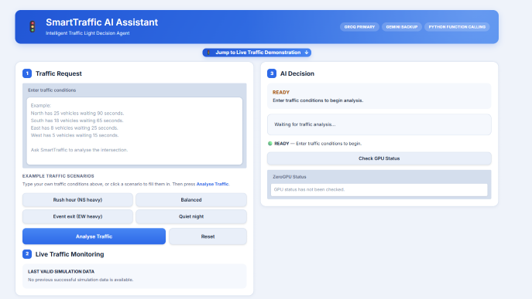 SmartTraffic AI Assistant
Intelligent Traffic Light Decision Agent
GROQ PRIMARY
GEMINI BACKUP
PYTHON FUNCTION CALLING
Jump to Live Traffic Demonstration
1 Traffic Request
Enter traffic conditions
Example:
North has 25 vehicles waiting 90 seconds.
South has 18 vehicles waiting 65 seconds.
East has 8 vehicles waiting 25 seconds.
West has 5 vehicles waiting 15 seconds.
Ask SmartTraffic to analyse the intersection.
EXAMPLE TRAFFIC SCENARIOS
Type your own traffic conditions above, or click a scenario to fill them in. Then press Analyse Traffic.
Rush hour (NS heavy)
Balanced
Event exit (EW heavy)
Quiet night
Analyse Traffic
Reset
2 Live Traffic Monitoring
LAST VALID SIMULATION DATA
No previous successful simulation data is available.
3 AI Decision
READY
Enter traffic conditions to begin analysis.
Waiting for traffic analysis...
READY — Enter traffic conditions to begin.
Check GPU Status
ZeroGPU Status
GPU status has not been checked.